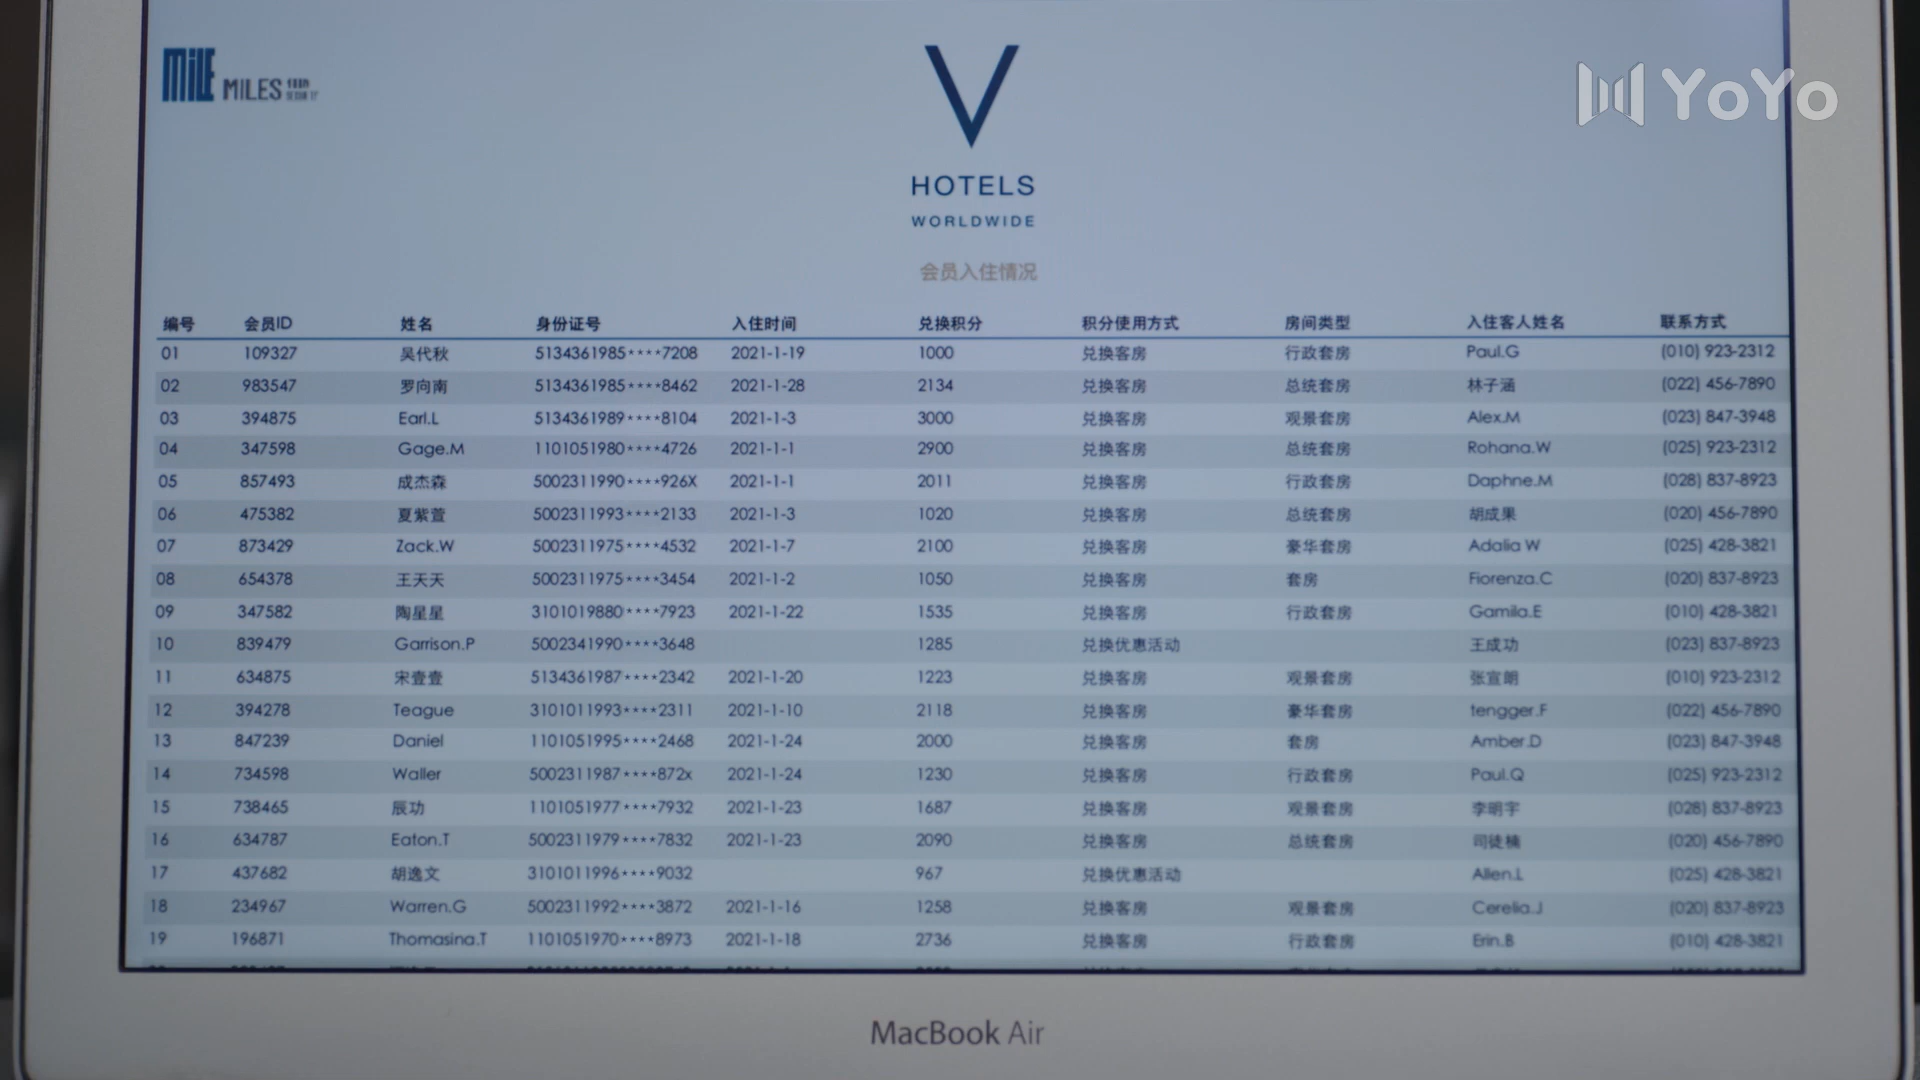 MILE MILES
YOYO
V
HOTELS
WORLDWIDE
会员入住情况
编号 会员ID 姓名 身份证号 入住时间 兑换积分 积分使用方式 房间类型 入住客人姓名 联系方式
01 109327 吴代秋 5134361985****7208 2021-1-19 1000 兑换客房 行政套房 Paul.G (010) 923-2312
02 983547 罗向南 5134361985****8462 2021-1-28 2134 兑换客房 总统套房 林子涵 (022) 456-7890
03 394875 Earl.L 5134361989****8104 2021-1-3 3000 兑换客房 观景套房 Alex.M (023) 847-3948
04 347598 Gage.M 1101051980****4726 2021-1-1 2900 兑换客房 总统套房 Rohana.W (025) 923-2312
05 857493 成杰森 5002311990****926X 2021-1-1 2011 兑换客房 行政套房 Daphne.M (028) 837-8923
06 475382 夏紫萱 5002311993****2133 2021-1-3 1020 兑换客房 总统套房 胡成果 (020) 456-7890
07 873429 Zack.W 5002311975****4532 2021-1-7 2100 兑换客房 豪华套房 Adalia W (025) 428-3821
08 654378 王天天 5002311975****3454 2021-1-2 1050 兑换客房 套房 Fiorenza.C (020) 837-8923
09 347582 陶星星 3101019880****7923 2021-1-22 1535 兑换客房 行政套房 Gamila.E (010) 428-3821
10 839479 Garrison.P 5002341990****3648 1285 兑换优惠活动 王成功 (023) 837-8923
11 634875 宋壹壹 5134361987****2342 2021-1-20 1223 兑换客房 观景套房 张宣朗 (010) 923-2312
12 394278 Teague 3101011993****2311 2021-1-10 2118 兑换客房 豪华套房 tengger.F (022) 456-7890
13 847239 Daniel 1101051995****2468 2021-1-24 2000 兑换客房 套房 Amber.D (023) 847-3948
14 734598 Waller 5002311987****872x 2021-1-24 1230 兑换客房 行政套房 Paul.Q (025) 923-2312
15 738465 辰功 1101051977****7932 2021-1-23 1687 兑换客房 观景套房 李明宇 (028) 837-8923
16 634787 Eaton.T 5002311979****7832 2021-1-23 2090 兑换客房 总统套房 司徒楠 (020) 456-7890
17 437682 胡逸文 3101011996****9032 967 兑换优惠活动 Allen.L (025) 428-3821
18 234967 Warren.G 5002311992****3872 2021-1-16 1258 兑换客房 观景套房 Cerelia.J (020) 837-8923
19 196871 Thomasina.T 1101051970****8973 2021-1-18 2736 兑换客房 行政套房 Erin.B (010) 428-3821
MacBook Air